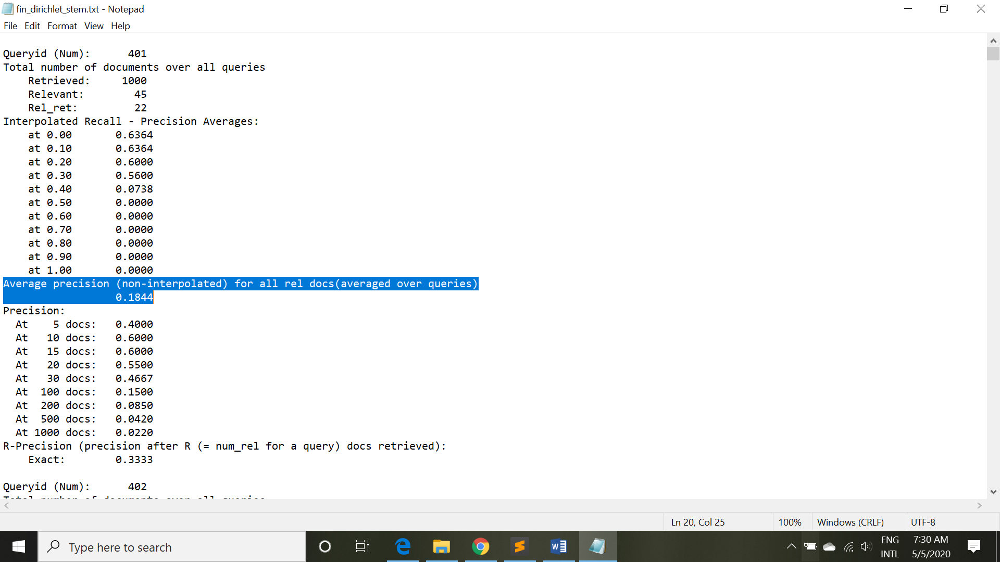 fin_dirichlet_stem.txt - Notepad
File Edit Format View Help
Queryid (Num):      401
Total number of documents over all queries
    Retrieved:     1000
    Relevant:        45
    Rel_ret:         22
Interpolated Recall - Precision Averages:
    at 0.00       0.6364
    at 0.10       0.6364
    at 0.20       0.6000
    at 0.30       0.5600
    at 0.40       0.0738
    at 0.50       0.0000
    at 0.60       0.0000
    at 0.70       0.0000
    at 0.80       0.0000
    at 0.90       0.0000
    at 1.00       0.0000
Average precision (non-interpolated) for all rel docs(averaged over queries)
                  0.1844
Precision:
  At    5 docs:   0.4000
  At   10 docs:   0.6000
  At   15 docs:   0.6000
  At   20 docs:   0.5500
  At   30 docs:   0.4667
  At  100 docs:   0.1500
  At  200 docs:   0.0850
  At  500 docs:   0.0420
  At 1000 docs:   0.0220
R-Precision (precision after R (= num_rel for a query) docs retrieved):
    Exact:        0.3333
Queryid (Num):      402
Total number of documents over all queries
Ln 20, Col 25 100% Windows (CRLF) UTF-8
Type here to search
ENG
INTL
7:30 AM
5/5/2020